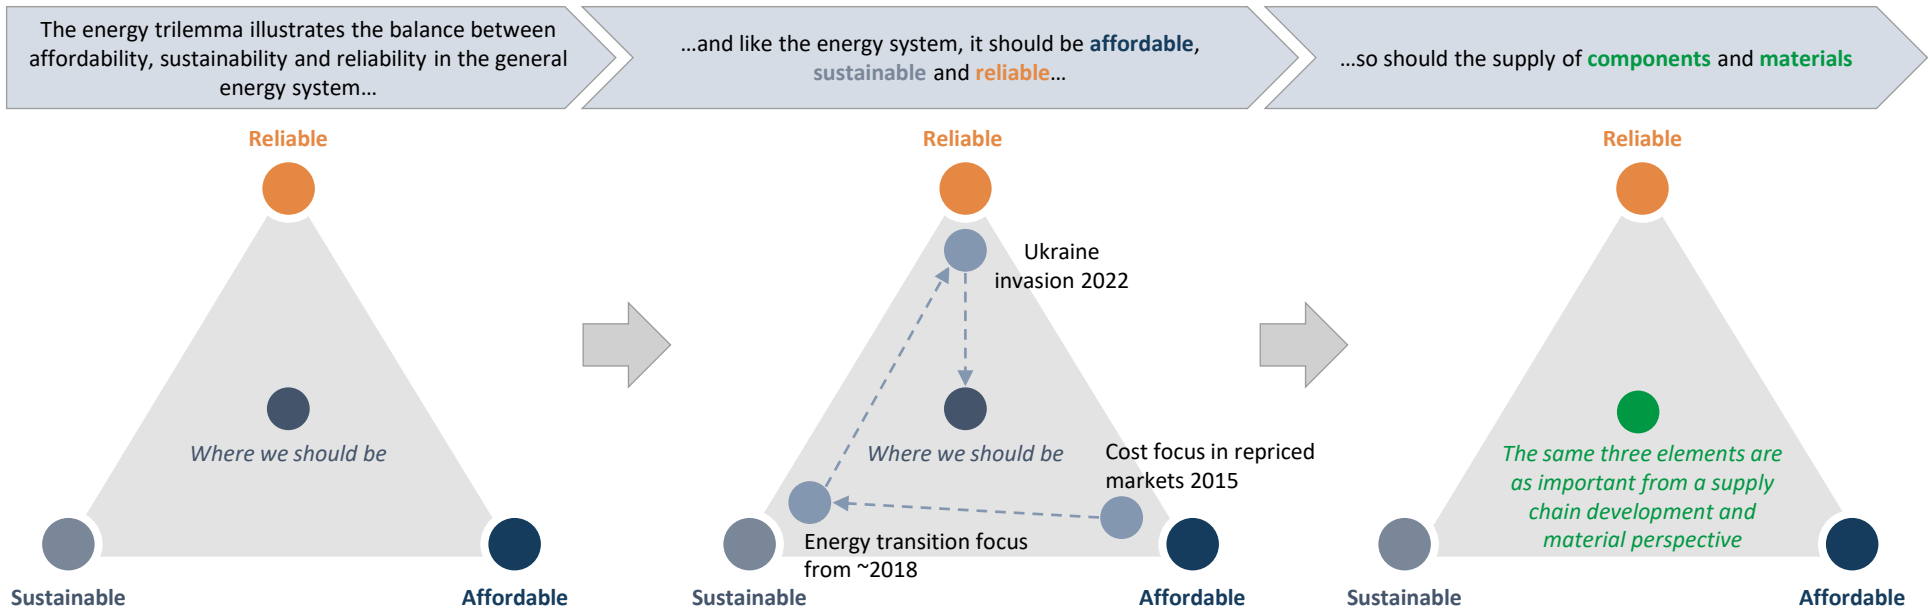 The energy trilemma illustrates the balance between
affordability, sustainability and reliability in the general
energy system…
…and like the energy system, it should be affordable,
sustainable and reliable…
…so should the supply of components and materials
Reliable
Where we should be
Sustainable
Affordable
Reliable
Ukraine
invasion 2022
Where we should be
Cost focus in repriced
markets 2015
Energy transition focus
from ~2018
Sustainable
Affordable
Reliable
The same three elements are
as important from a supply
chain development and
material perspective
Sustainable
Affordable